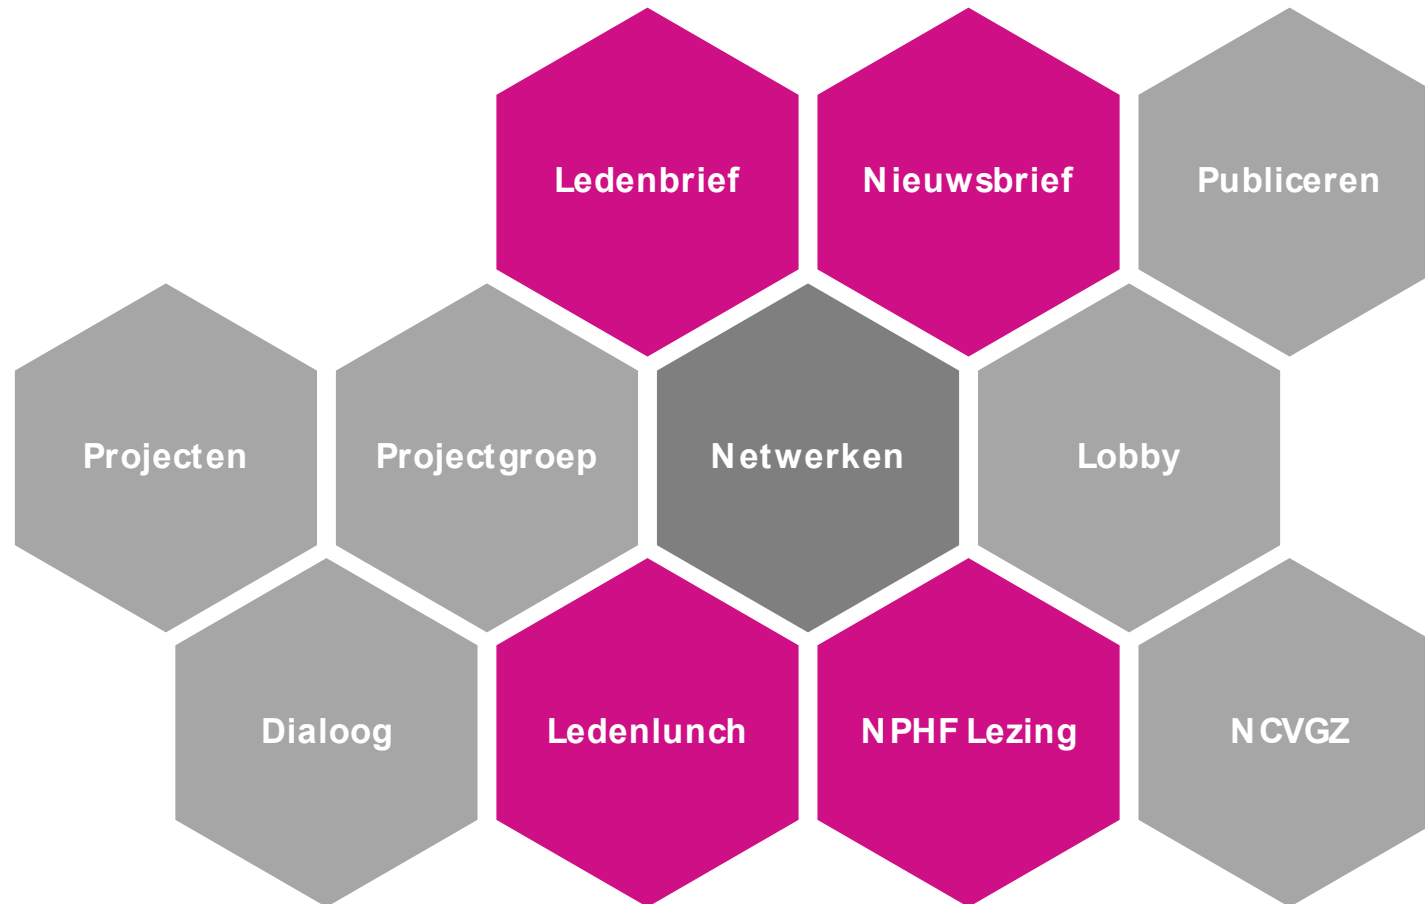 Ledenbrief
Nieuwsbrief
Publiceren
Projecten
Projectgroep
Netwerken
Lobby
Dialoog
Ledenlunch
NPHF Lezing
NCVGZ